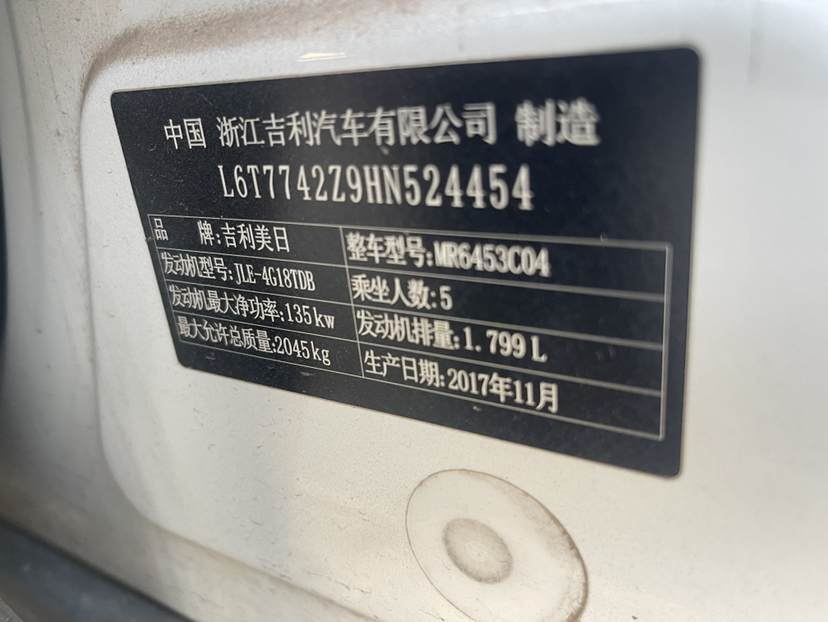 中国 浙江吉利汽车有限公司 制造
L6T7742Z9HN524454
品 牌:吉利美日 整车型号:MR6453C04
发动机型号:JLE-4G18TDB 乘坐人数:5
发动机最大净功率:135kw 发动机排量:1.799L
最大允许总质量:2045kg 生产日期:2017年11月